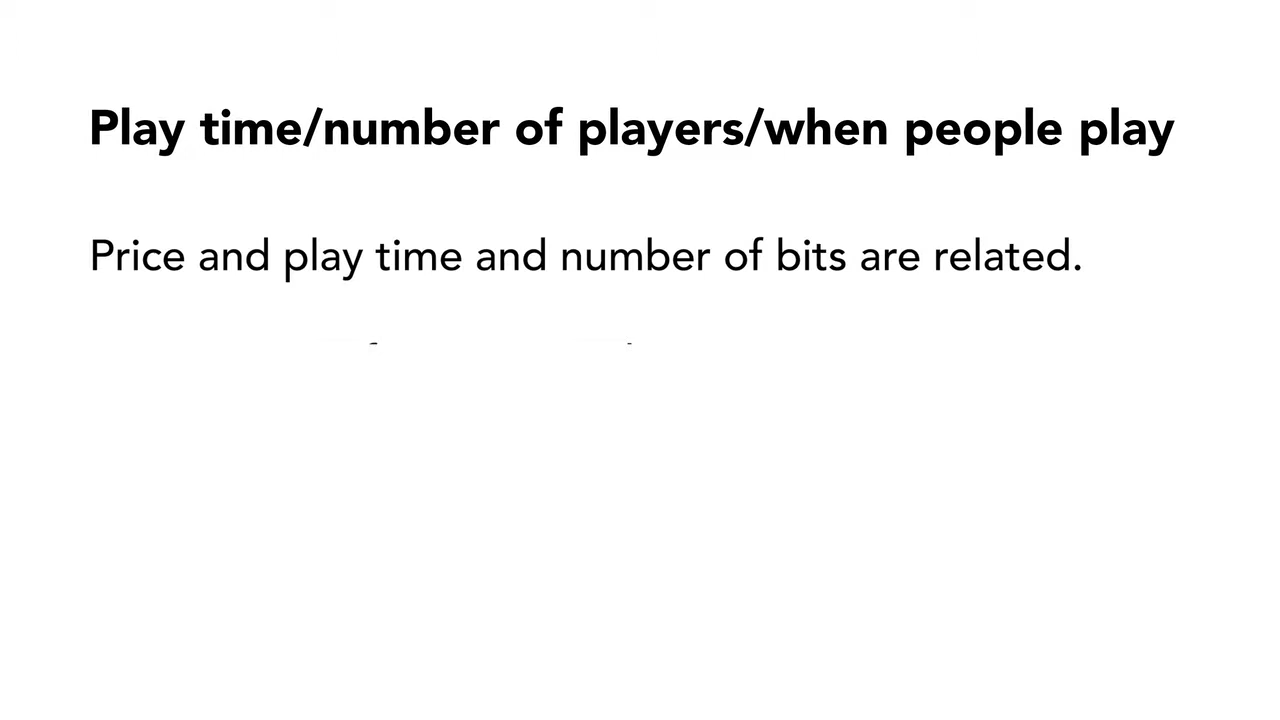 Play time/number of players/when people play
Price and play time and number of bits are related.